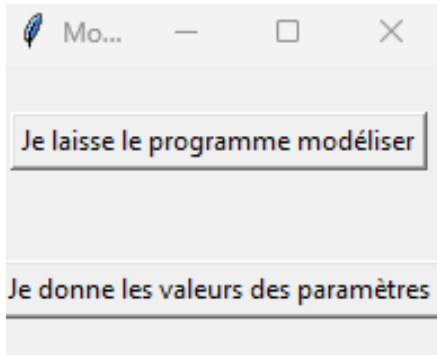 Mo...
Je laisse le programme modéliser
Je donne les valeurs des paramètres